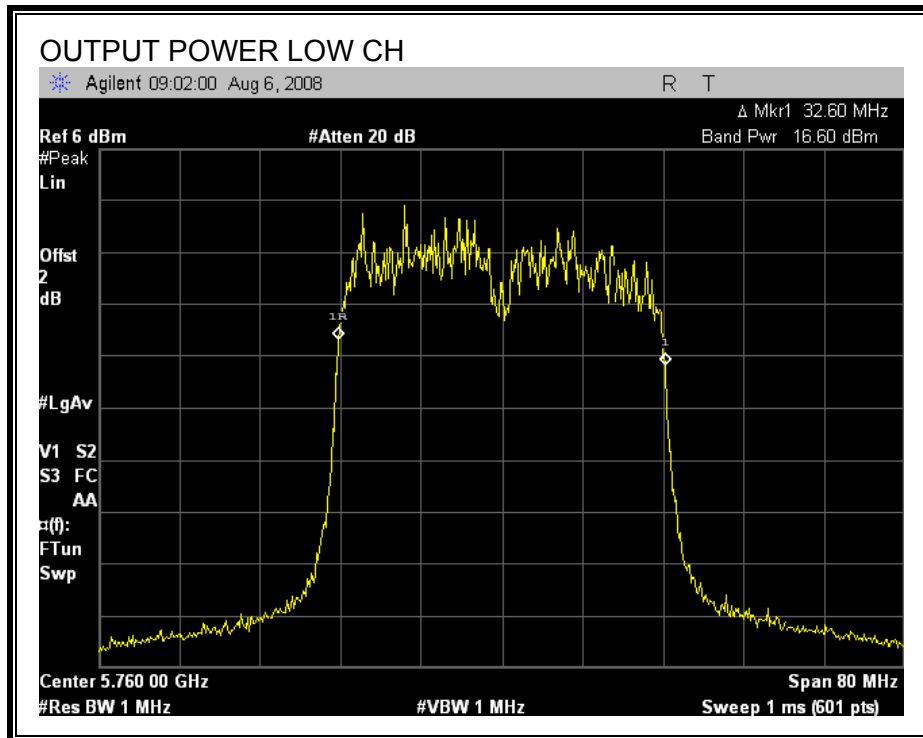 OUTPUT POWER LOW CH
Agilent 09:02:00 Aug 6, 2008 R T
Δ Mkr1 32.60 MHz
Ref 6 dBm #Atten 20 dB Band Pwr 16.60 dBm
#Peak
Lin
Offst
2
dB
1R
1
#LgAv
V1 S2
S3 FC
AA
¤(f):
FTun
Swp
Center 5.760 00 GHz Span 80 MHz
#Res BW 1 MHz #VBW 1 MHz Sweep 1 ms (601 pts)